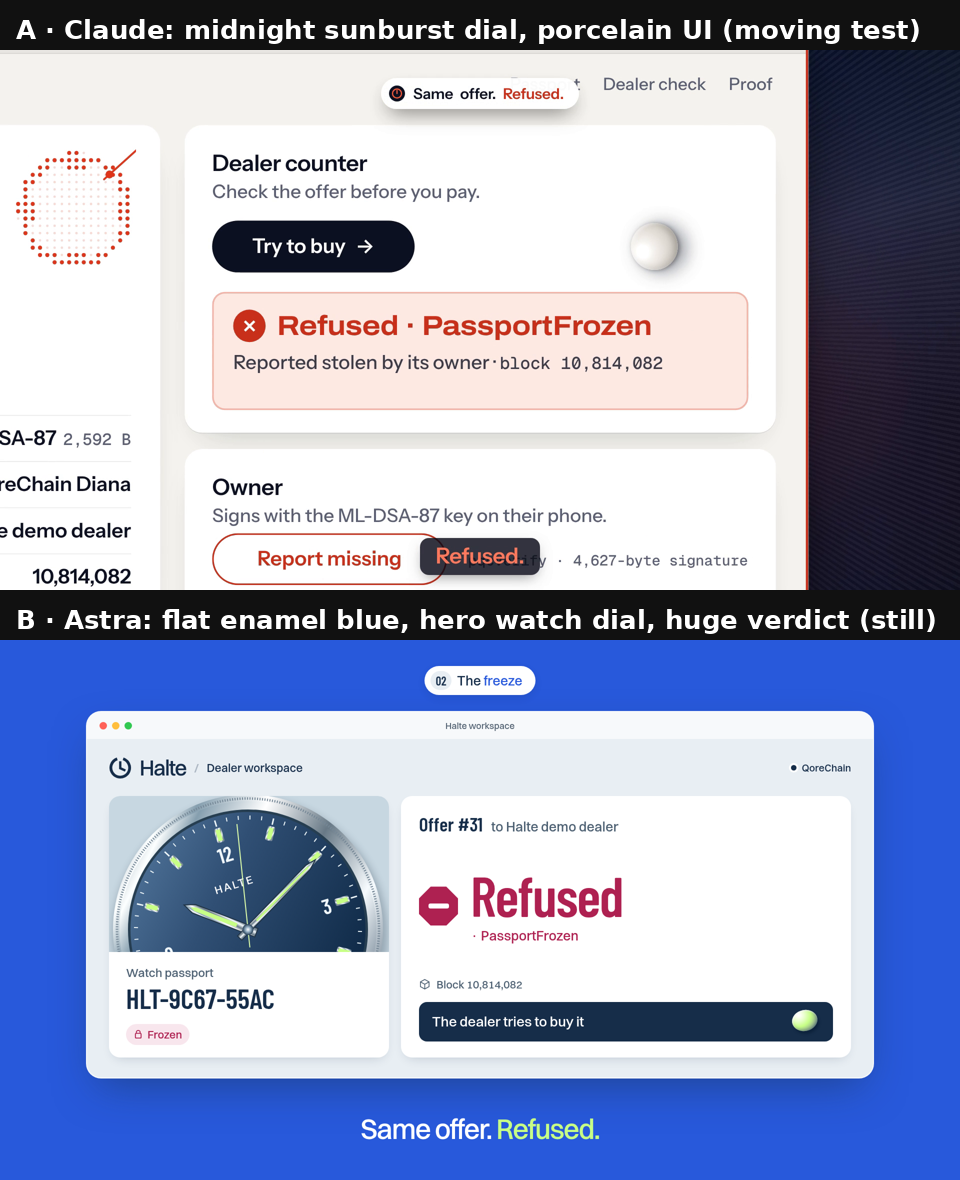 A · Claude: midnight sunburst dial, porcelain UI (moving test)
Same offer. Refused.
Dealer check
Proof
Dealer counter
Check the offer before you pay.
Try to buy →
Refused · PassportFrozen
Reported stolen by its owner · block 10,814,082
SA-87 2,592 B
reChain Diana
e demo dealer
10,814,082
Owner
Signs with the ML-DSA-87 key on their phone.
Report missing
Refused.
· 4,627-byte signature
B · Astra: flat enamel blue, hero watch dial, huge verdict (still)
02 The freeze
Halte workspace
Halte / Dealer workspace
QoreChain
12
HALTE
3
9
Watch passport
HLT-9C67-55AC
Frozen
Offer #31 to Halte demo dealer
Refused
· PassportFrozen
Block 10,814,082
The dealer tries to buy it
Same offer. Refused.